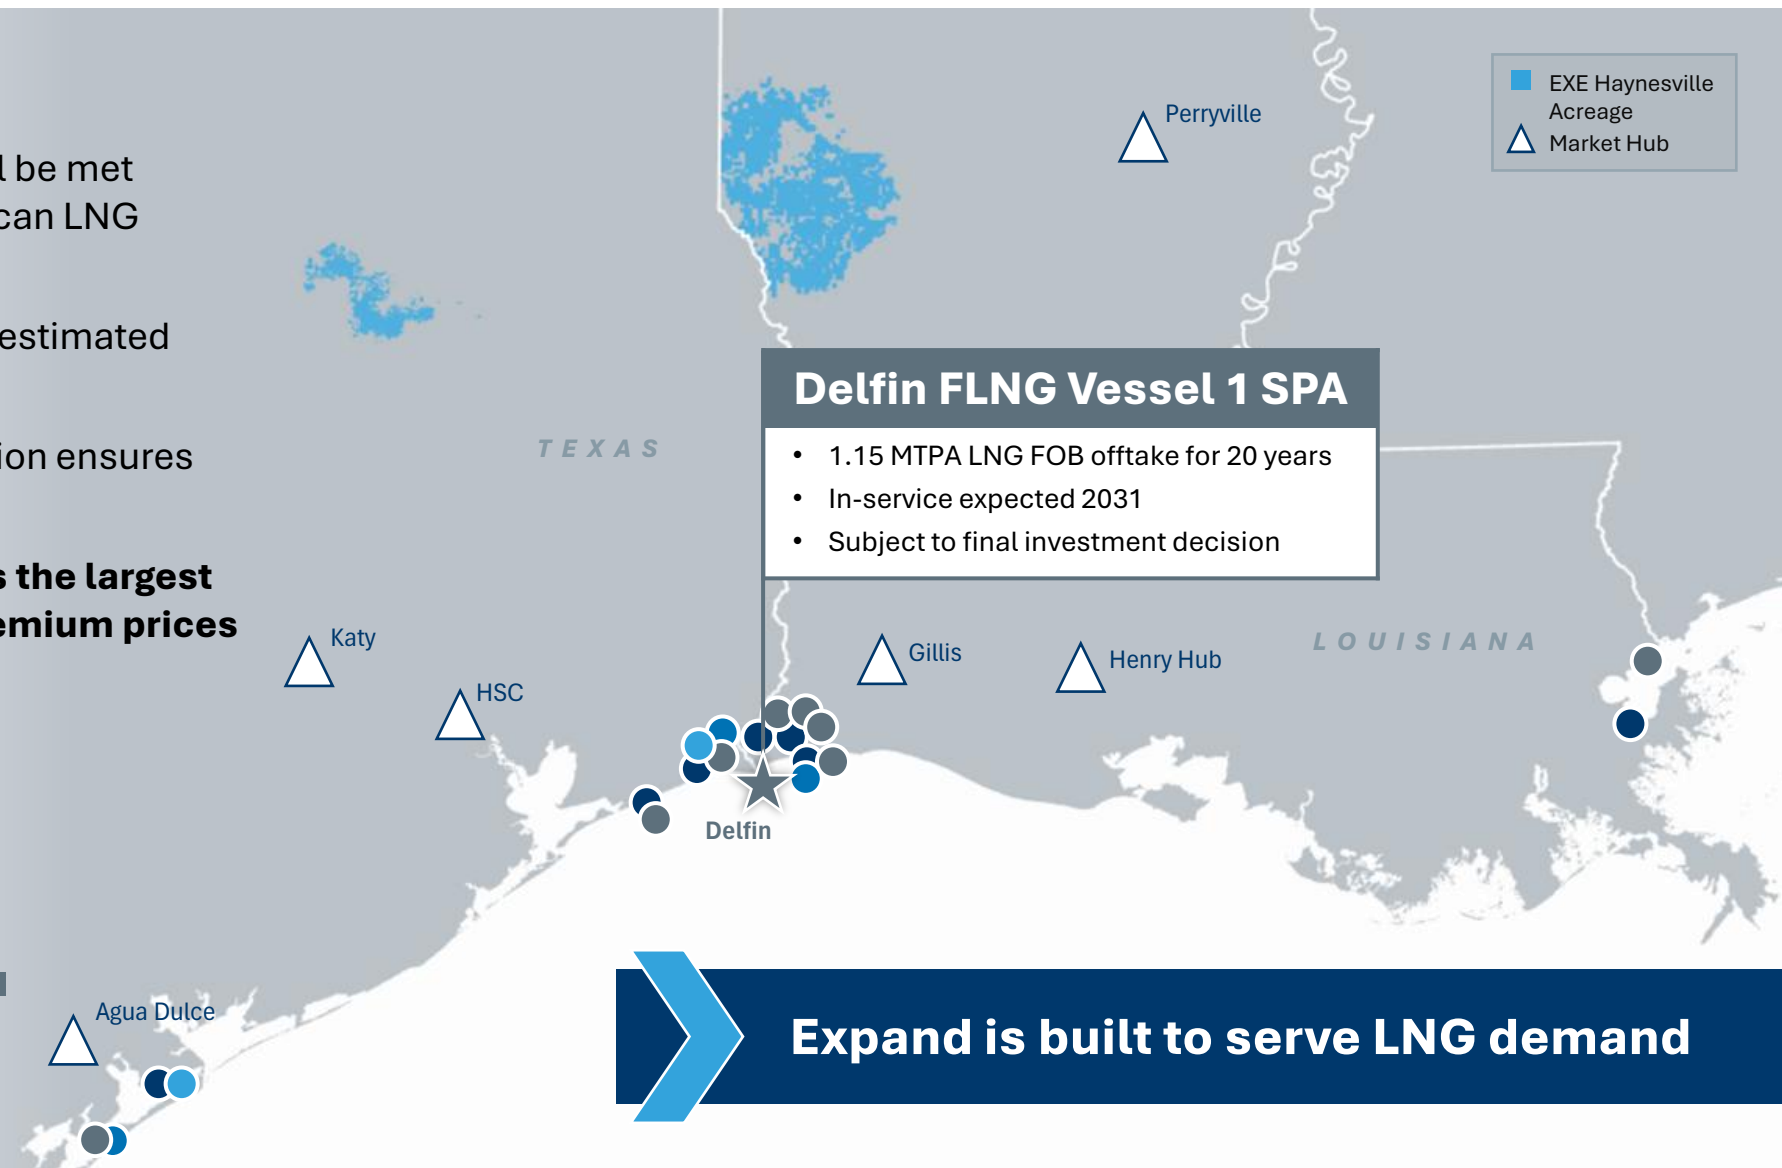 l be met
can LNG
estimated
ion ensures
s the largest
emium prices
EXE Haynesville
Acreage
Market Hub
Perryville
Delfin FLNG Vessel 1 SPA
• 1.15 MTPA LNG FOB offtake for 20 years
• In-service expected 2031
• Subject to final investment decision
TEXAS
LOUISIANA
Katy
HSC
Gillis
Henry Hub
Delfin
Agua Dulce
Expand is built to serve LNG demand